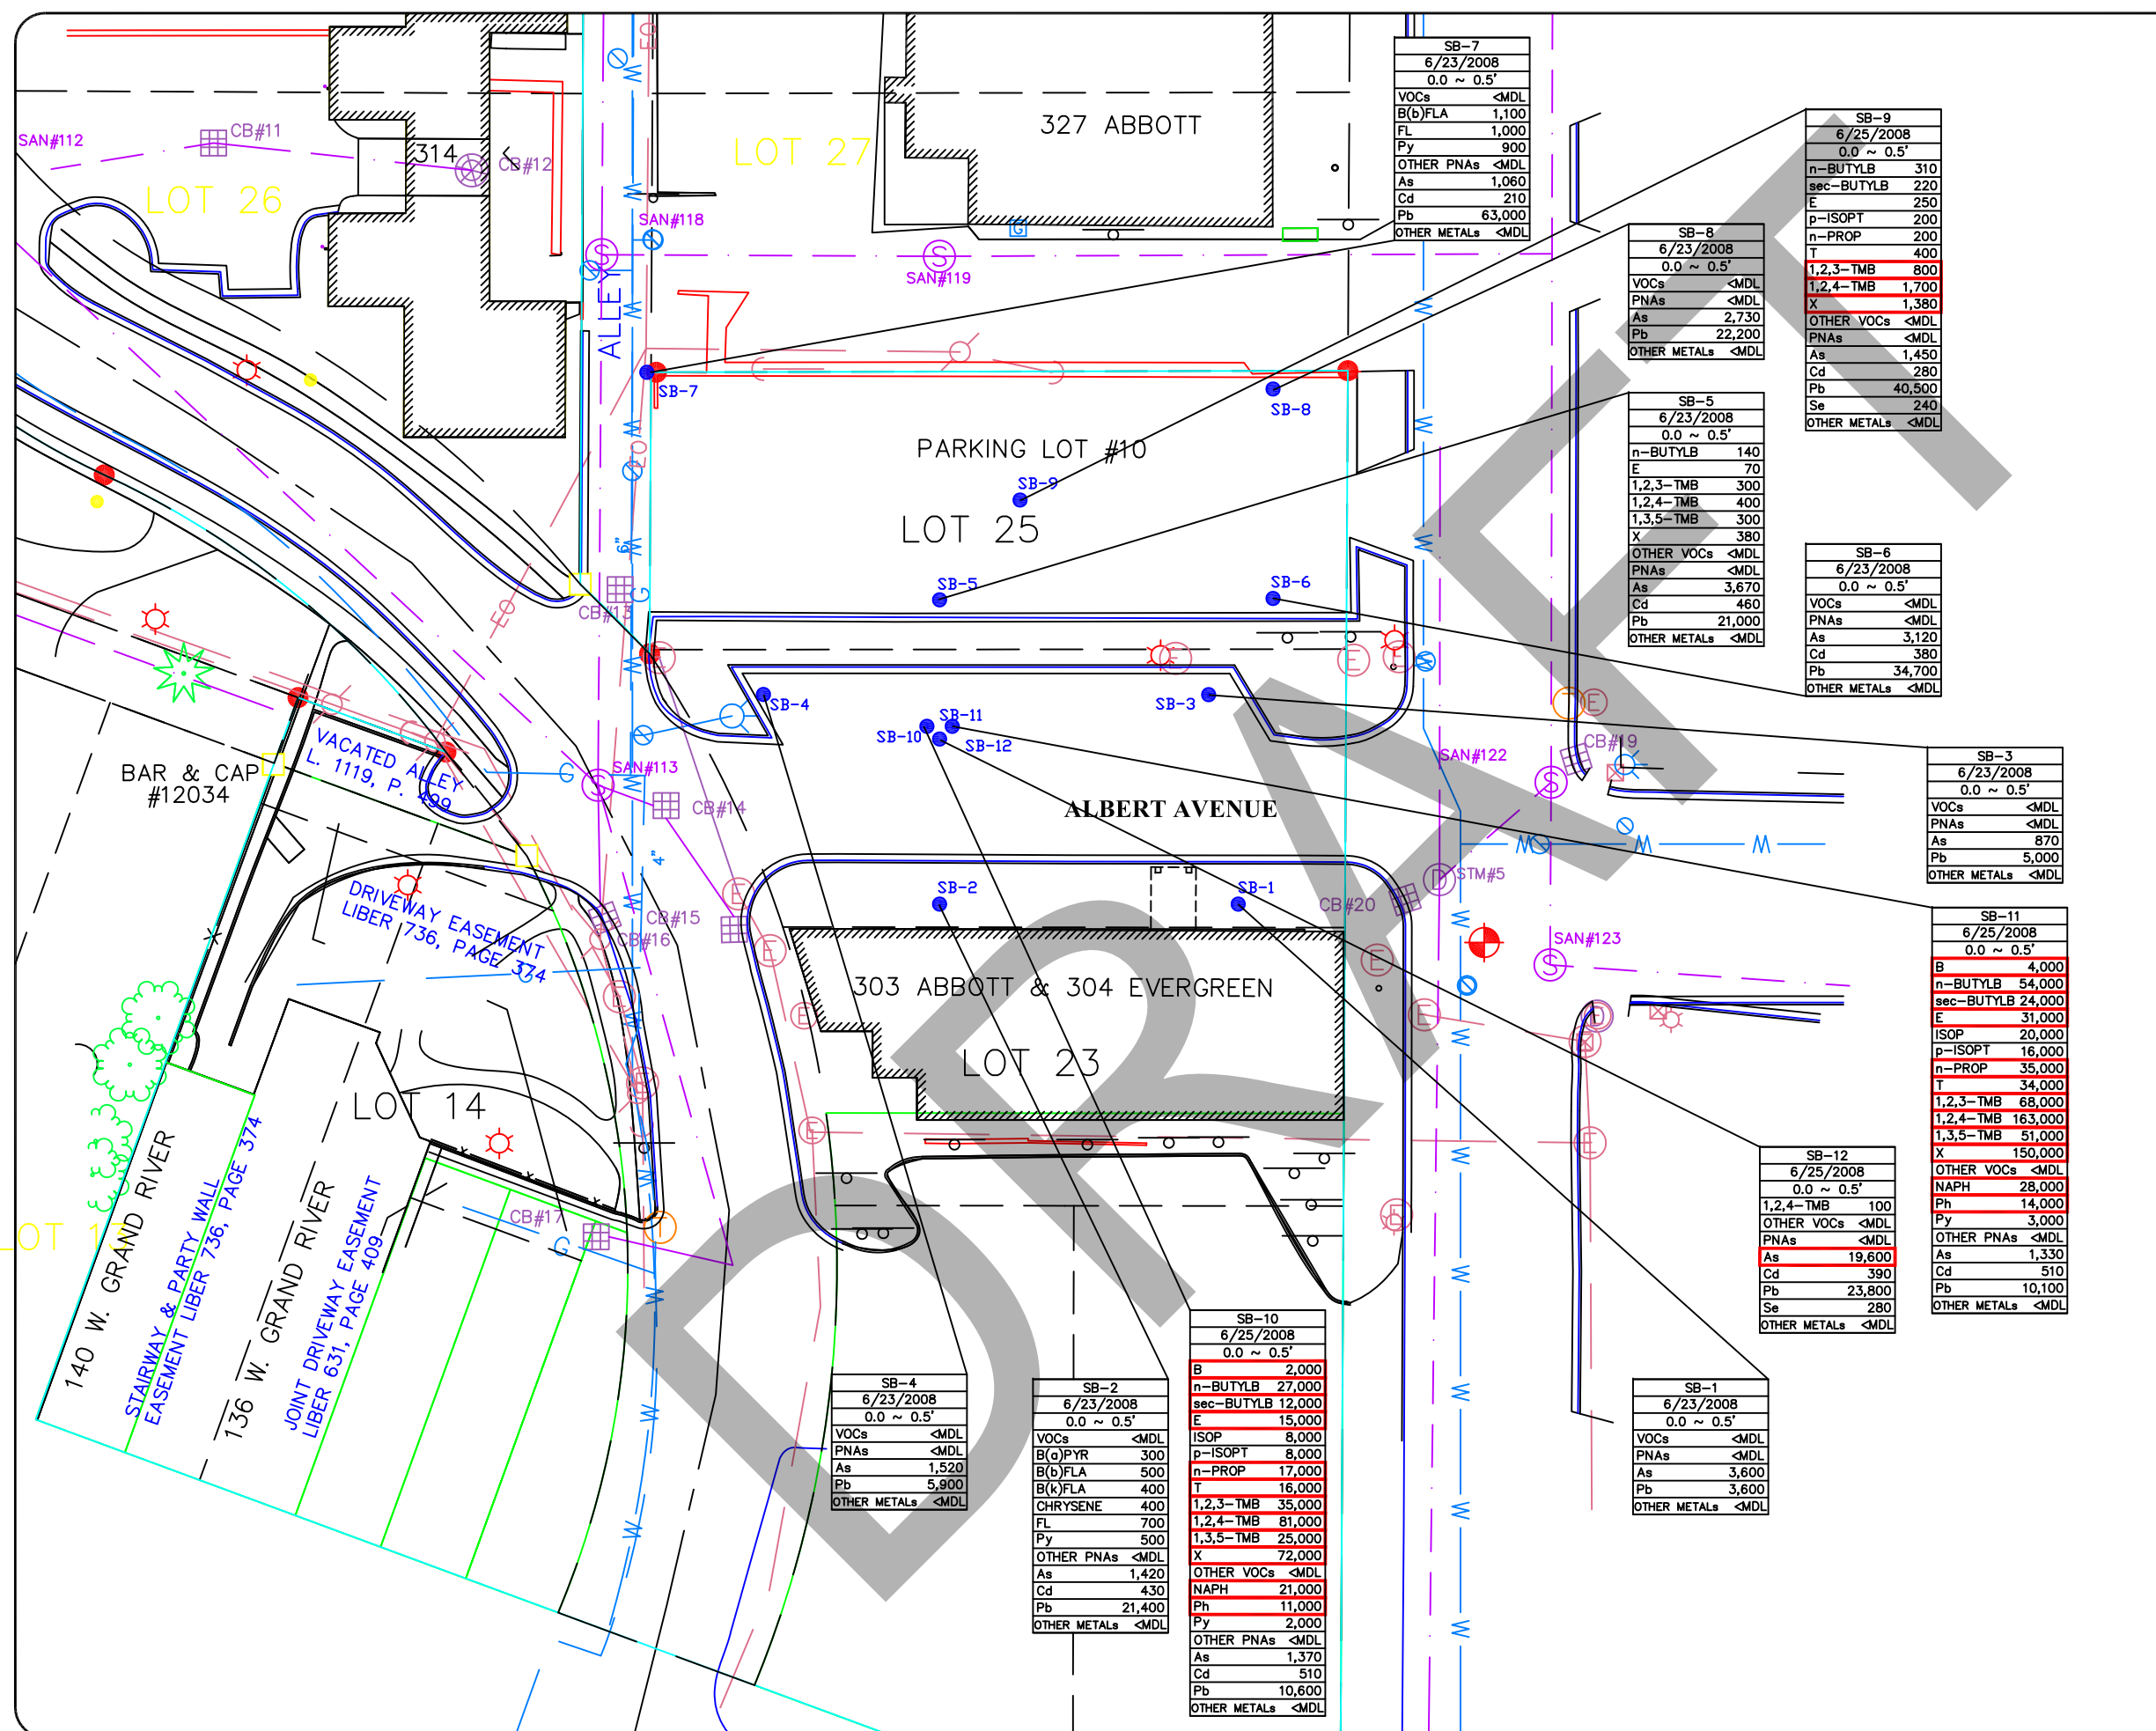 SB-7
6/23/2008
0.0 ~ 0.5'
VOCs <MDL
B(b)FLA 1,100
FL 1,000
Py 900
OTHER PNAs <MDL
As 1,060
Cd 210
Pb 63,000
OTHER METALs <MDL
SB-9
6/25/2008
0.0 ~ 0.5'
n-BUTYLB 310
sec-BUTYLB 220
E 250
p-ISOPT 200
n-PROP 200
T 400
1,2,3-TMB 800
1,2,4-TMB 1,700
X 1,380
OTHER VOCs <MDL
PNAs <MDL
As 1,450
Cd 280
Pb 40,500
Se 240
OTHER METALs <MDL
SB-8
6/23/2008
0.0 ~ 0.5'
VOCs <MDL
PNAs <MDL
As 2,730
Pb 22,200
OTHER METALs <MDL
SB-5
6/23/2008
0.0 ~ 0.5'
n-BUTYLB 140
E 70
1,2,3-TMB 300
1,2,4-TMB 400
1,3,5-TMB 300
X 380
OTHER VOCs <MDL
PNAs <MDL
As 3,670
Cd 460
Pb 21,000
OTHER METALs <MDL
SB-6
6/23/2008
0.0 ~ 0.5'
VOCs <MDL
PNAs <MDL
As 3,120
Cd 380
Pb 34,700
OTHER METALs <MDL
SB-3
6/23/2008
0.0 ~ 0.5'
VOCs <MDL
PNAs <MDL
As 870
Pb 5,000
OTHER METALs <MDL
SB-11
6/25/2008
0.0 ~ 0.5'
B 4,000
n-BUTYLB 54,000
sec-BUTYLB 24,000
E 31,000
ISOP 20,000
p-ISOPT 16,000
n-PROP 35,000
T 34,000
1,2,3-TMB 68,000
1,2,4-TMB 163,000
1,3,5-TMB 51,000
X 150,000
OTHER VOCs <MDL
NAPH 28,000
Ph 14,000
Py 3,000
OTHER PNAs <MDL
As 1,330
Cd 510
Pb 10,100
OTHER METALs <MDL
SB-12
6/25/2008
0.0 ~ 0.5'
1,2,4-TMB 100
OTHER VOCs <MDL
PNAs <MDL
As 19,600
Cd 390
Pb 23,800
Se 280
OTHER METALs <MDL
SB-1
6/23/2008
0.0 ~ 0.5'
VOCs <MDL
PNAs <MDL
As 3,600
Pb 3,600
OTHER METALs <MDL
SB-10
6/25/2008
0.0 ~ 0.5'
B 2,000
n-BUTYLB 27,000
sec-BUTYLB 12,000
E 15,000
ISOP 8,000
p-ISOPT 8,000
n-PROP 17,000
T 16,000
1,2,3-TMB 35,000
1,2,4-TMB 81,000
1,3,5-TMB 25,000
X 72,000
OTHER VOCs <MDL
NAPH 21,000
Ph 11,000
Py 2,000
OTHER PNAs <MDL
As 1,370
Cd 510
Pb 10,600
OTHER METALs <MDL
SB-2
6/23/2008
0.0 ~ 0.5'
VOCs <MDL
B(a)PYR 300
B(b)FLA 500
B(k)FLA 400
CHRYSENE 400
FL 700
Py 500
OTHER PNAs <MDL
As 1,420
Cd 430
Pb 21,400
OTHER METALs <MDL
SB-4
6/23/2008
0.0 ~ 0.5'
VOCs <MDL
PNAs <MDL
As 1,520
Pb 5,900
OTHER METALs <MDL
SAN#112
CB#11
314
CB#12
LOT 26
LOT 27
327 ABBOTT
SAN#118
SAN#119
ALLEY
SB-7
SB-8
PARKING LOT #10
SB-9
LOT 25
SB-5
SB-6
6"
CB#13
SB-4
SB-3
SB-11
SB-10
SB-12
SAN#113
CB#14
4"
ALBERT AVENUE
SAN#122
CB#19
VACATED ALLEY
L. 1119, P. 499
BAR & CAP
#12034
DRIVEWAY EASEMENT
LIBER 736, PAGE 374
CB#15
CB#16
SB-2
SB-1
CB#20
STM#5
SAN#123
303 ABBOTT & 304 EVERGREEN
LOT 23
LOT 14
CB#17
LOT 13
140 W. GRAND RIVER
STAIRWAY & PARTY WALL
EASEMENT LIBER 736, PAGE 374
136 W. GRAND RIVER
JOINT DRIVEWAY EASEMENT
LIBER 631, PAGE 409
DRAFT